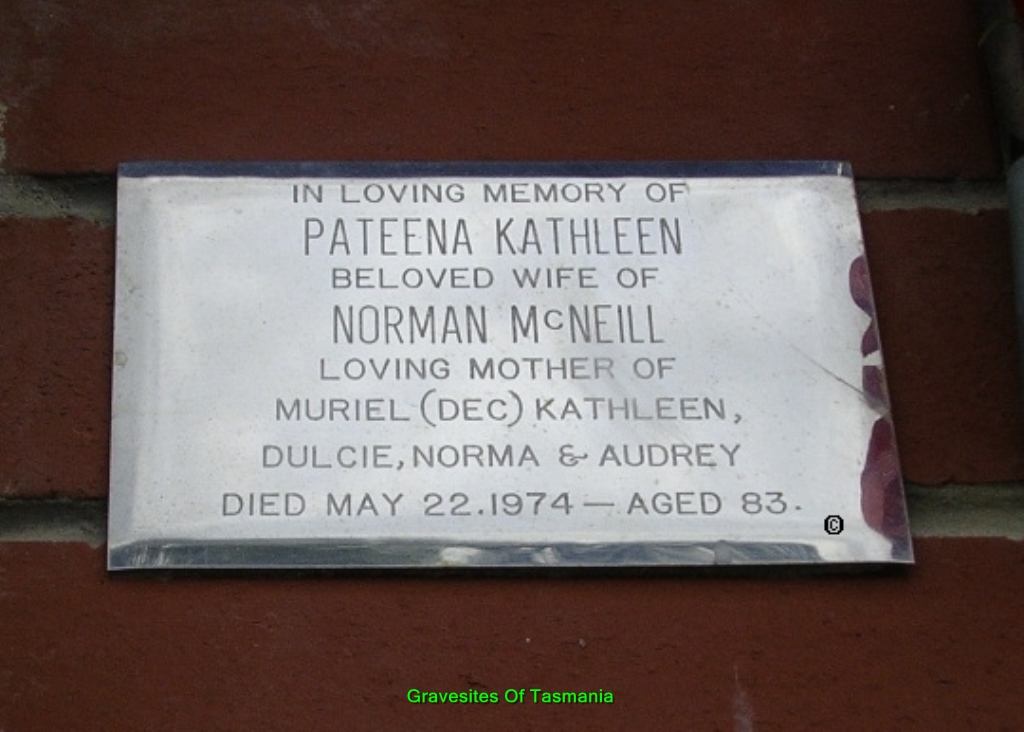 IN LOVING MEMORY OF
PATEENA KATHLEEN
BELOVED WIFE OF
NORMAN McNEILL
LOVING MOTHER OF
MURIEL (DEC) KATHLEEN,
DULCIE, NORMA & AUDREY
DIED MAY 22.1974 — AGED 83.
©
Gravesites Of Tasmania